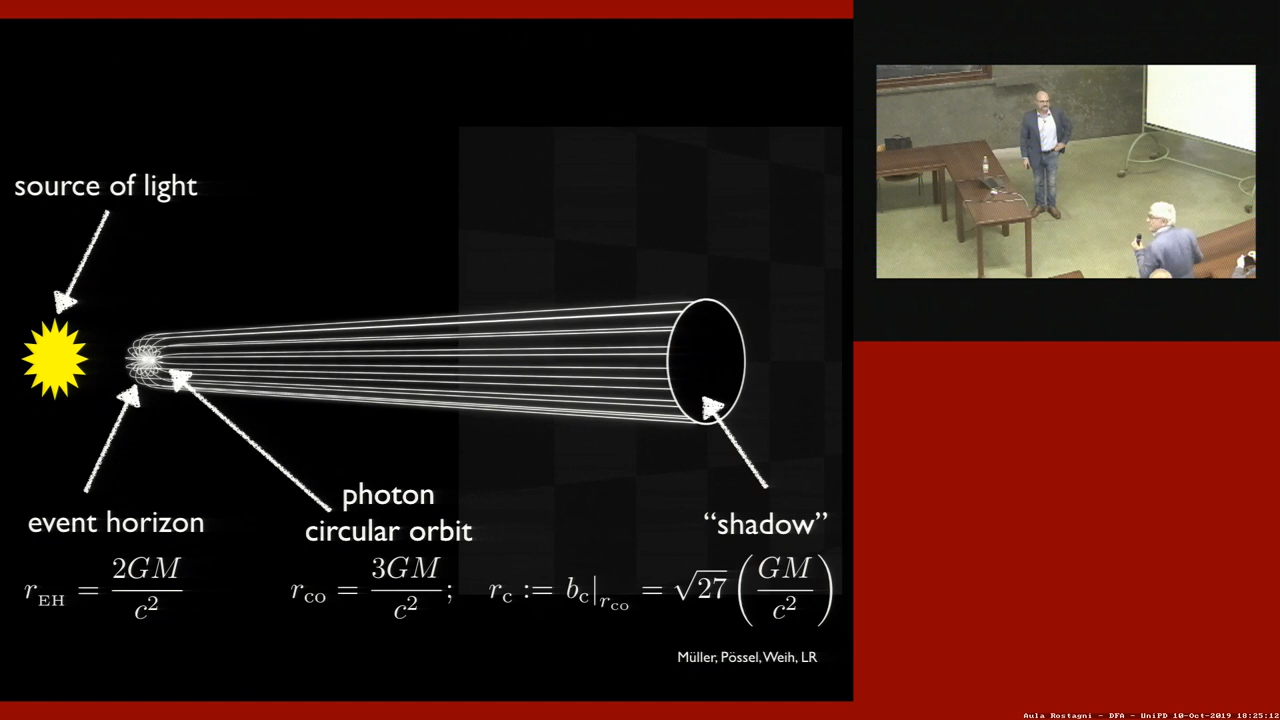 source of light
event horizon
photon
circular orbit
“shadow”
r_EH = 2GM/c²
r_CO = 3GM/c²; r_C := b_C|_{r_CO} = √27 (GM/c²)
Müller, Pössel, Weih, LR
Aula Rostagni - DFA - UniPD 10-Oct-2019 18:25:12